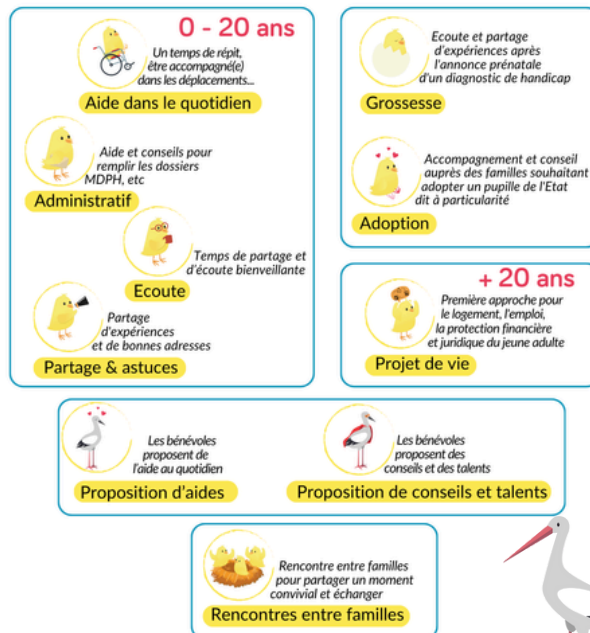 0 - 20 ans
Un temps de répit,
être accompagné(e)
dans les déplacements...
Aide dans le quotidien
Aide et conseils pour
remplir les dossiers
MDPH, etc
Administratif
Temps de partage et
d'écoute bienveillante
Ecoute
Partage
d'expériences
et de bonnes adresses
Partage & astuces
Ecoute et partage
d'expériences après
l'annonce prénatale
d'un diagnostic de handicap
Grossesse
Accompagnement et conseil
auprès des familles souhaitant
adopter un pupille de l'Etat
dit à particularité
Adoption
+ 20 ans
Première approche pour
le logement, l'emploi,
la protection financière
et juridique du jeune adulte
Projet de vie
Les bénévoles
proposent de
l'aide au quotidien
Proposition d'aides
Les bénévoles
proposent des
conseils et des talents
Proposition de conseils et talents
Rencontre entre familles
pour partager un moment
convivial et échanger
Rencontres entre familles